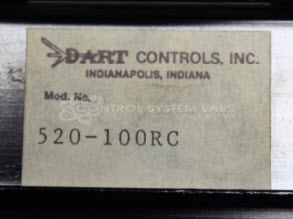 DART CONTROLS, INC.
INDIANAPOLIS, INDIANA
Mod. No.
CONTROL SYSTEM LABS
520-100RC